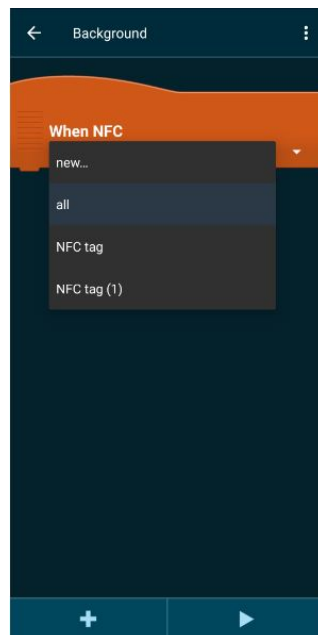 Background
When NFC
new...
all
NFC tag
NFC tag (1)